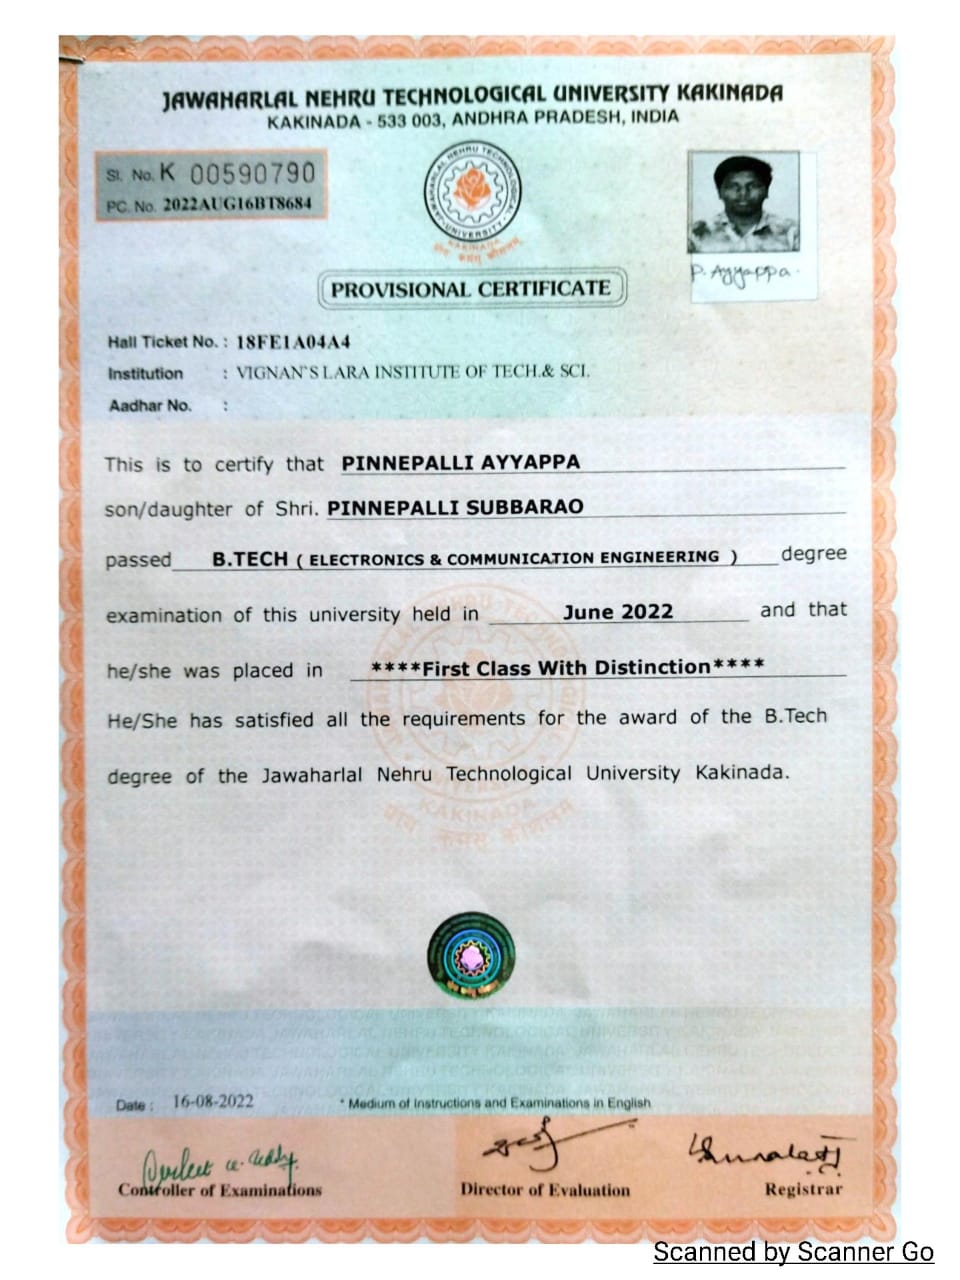 JAWAHARLAL NEHRU TECHNOLOGICAL UNIVERSITY KAKINADA
KAKINADA - 533 003, ANDHRA PRADESH, INDIA
Sl. No. K 00590790
PC. No. 2022AUG16BT8684
JAWAHARLAL NEHRU TECHNOLOGICAL
UNIVERSITY
KAKINADA
P. Ayyappa.
PROVISIONAL CERTIFICATE
Hall Ticket No. : 18FE1A04A4
Institution : VIGNAN'S LARA INSTITUTE OF TECH.& SCI.
Aadhar No. :
This is to certify that PINNEPALLI AYYAPPA
son/daughter of Shri. PINNEPALLI SUBBARAO
passed B.TECH ( ELECTRONICS & COMMUNICATION ENGINEERING ) degree
examination of this university held in June 2022 and that
he/she was placed in ****First Class With Distinction****
He/She has satisfied all the requirements for the award of the B.Tech
degree of the Jawaharlal Nehru Technological University Kakinada.
KAKINADA
Date : 16-08-2022 * Medium of Instructions and Examinations in English
Controller of Examinations Director of Evaluation Registrar
Scanned by Scanner Go